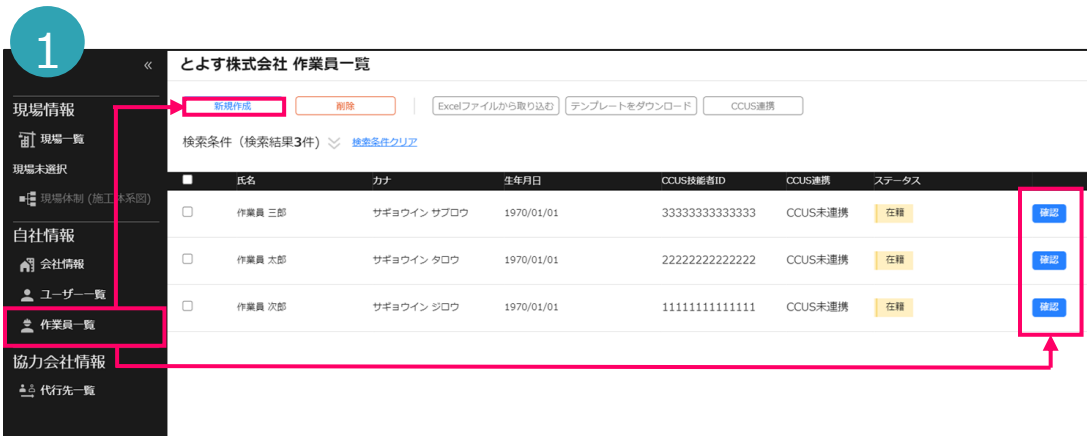 1
«
現場情報
現場一覧
現場未選択
現場体制 (施工体系図)
自社情報
会社情報
ユーザー一覧
作業員一覧
協力会社情報
代行先一覧
とよす株式会社 作業員一覧
新規作成 削除 Excelファイルから取り込む テンプレートをダウンロード CCUS連携
検索条件（検索結果3件） 検索条件クリア
氏名 カナ 生年月日 CCUS技能者ID CCUS連携 ステータス
作業員 三郎 サギョウイン サブロウ 1970/01/01 33333333333333 CCUS未連携 在籍 確認
作業員 太郎 サギョウイン タロウ 1970/01/01 22222222222222 CCUS未連携 在籍 確認
作業員 次郎 サギョウイン ジロウ 1970/01/01 11111111111111 CCUS未連携 在籍 確認